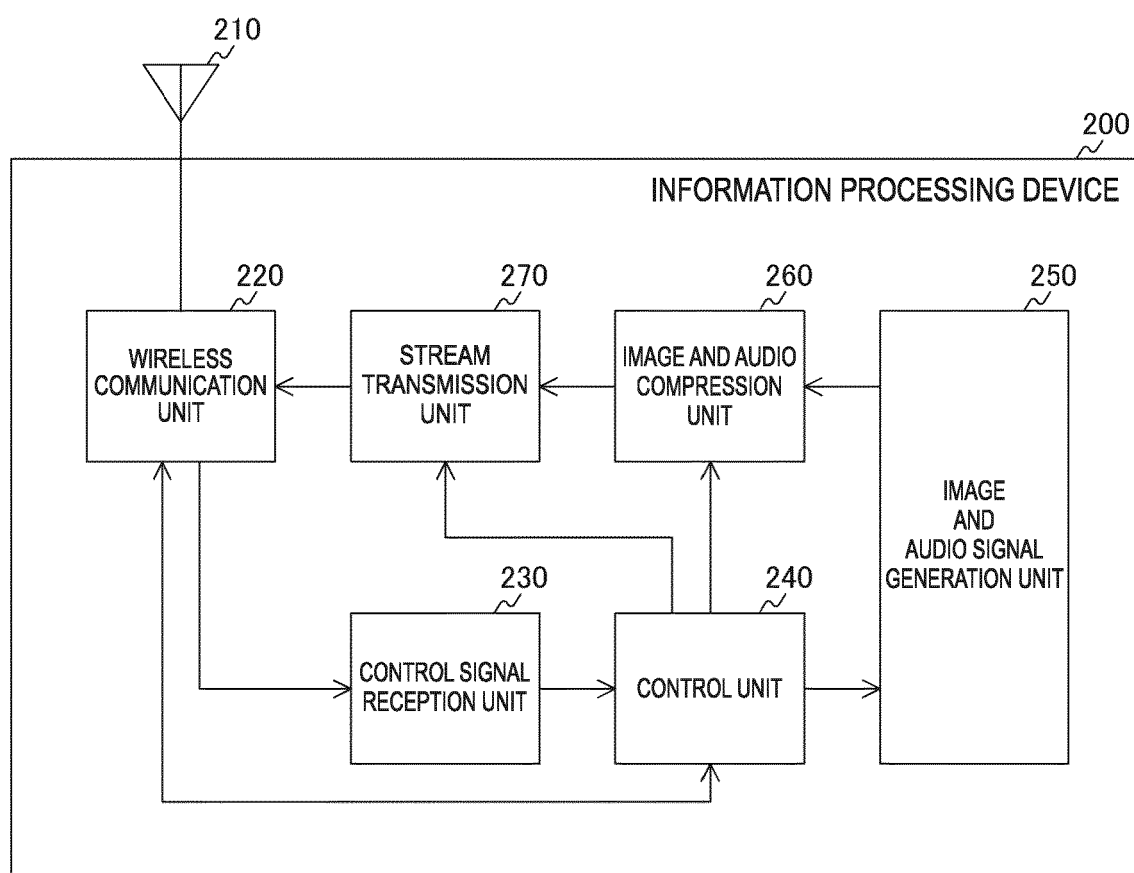 210
200
INFORMATION PROCESSING DEVICE
220
WIRELESS
COMMUNICATION
UNIT
270
STREAM
TRANSMISSION
UNIT
260
IMAGE AND AUDIO
COMPRESSION
UNIT
250
IMAGE
AND
AUDIO SIGNAL
GENERATION UNIT
230
CONTROL SIGNAL
RECEPTION UNIT
240
CONTROL UNIT